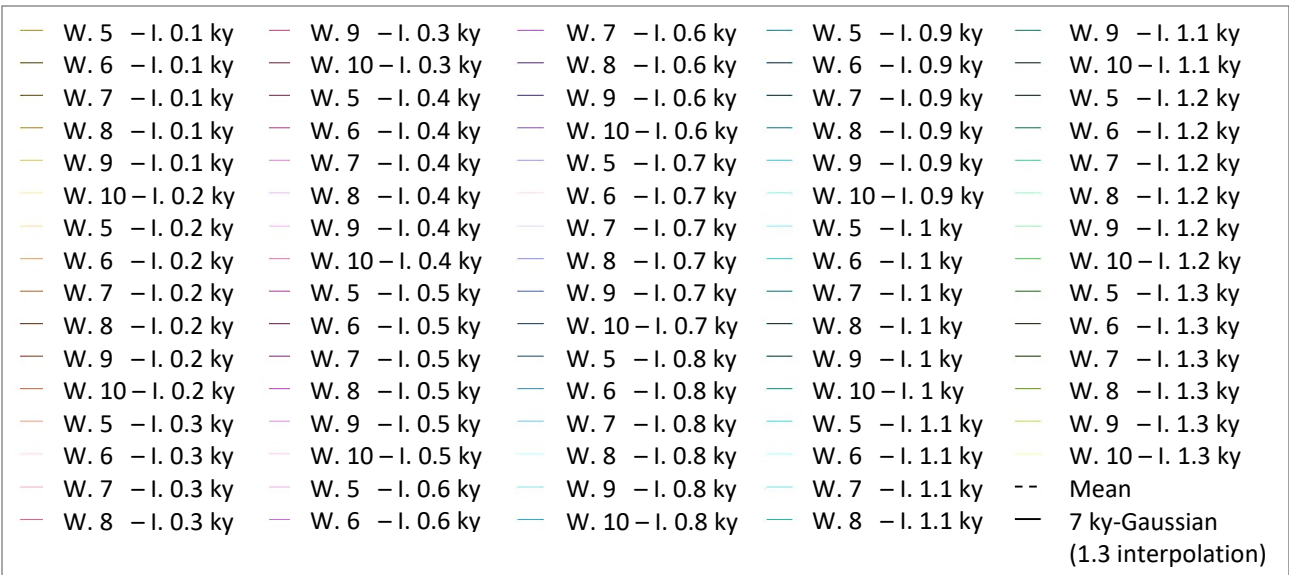 W. 5 – I. 0.1 ky
W. 6 – I. 0.1 ky
W. 7 – I. 0.1 ky
W. 8 – I. 0.1 ky
W. 9 – I. 0.1 ky
W. 10 – I. 0.2 ky
W. 5 – I. 0.2 ky
W. 6 – I. 0.2 ky
W. 7 – I. 0.2 ky
W. 8 – I. 0.2 ky
W. 9 – I. 0.2 ky
W. 10 – I. 0.2 ky
W. 5 – I. 0.3 ky
W. 6 – I. 0.3 ky
W. 7 – I. 0.3 ky
W. 8 – I. 0.3 ky
W. 9 – I. 0.3 ky
W. 10 – I. 0.3 ky
W. 5 – I. 0.4 ky
W. 6 – I. 0.4 ky
W. 7 – I. 0.4 ky
W. 8 – I. 0.4 ky
W. 9 – I. 0.4 ky
W. 10 – I. 0.4 ky
W. 5 – I. 0.5 ky
W. 6 – I. 0.5 ky
W. 7 – I. 0.5 ky
W. 8 – I. 0.5 ky
W. 9 – I. 0.5 ky
W. 10 – I. 0.5 ky
W. 5 – I. 0.6 ky
W. 6 – I. 0.6 ky
W. 7 – I. 0.6 ky
W. 8 – I. 0.6 ky
W. 9 – I. 0.6 ky
W. 10 – I. 0.6 ky
W. 5 – I. 0.7 ky
W. 6 – I. 0.7 ky
W. 7 – I. 0.7 ky
W. 8 – I. 0.7 ky
W. 9 – I. 0.7 ky
W. 10 – I. 0.7 ky
W. 5 – I. 0.8 ky
W. 6 – I. 0.8 ky
W. 7 – I. 0.8 ky
W. 8 – I. 0.8 ky
W. 9 – I. 0.8 ky
W. 10 – I. 0.8 ky
W. 5 – I. 0.9 ky
W. 6 – I. 0.9 ky
W. 7 – I. 0.9 ky
W. 8 – I. 0.9 ky
W. 9 – I. 0.9 ky
W. 10 – I. 0.9 ky
W. 5 – I. 1 ky
W. 6 – I. 1 ky
W. 7 – I. 1 ky
W. 8 – I. 1 ky
W. 9 – I. 1 ky
W. 10 – I. 1 ky
W. 5 – I. 1.1 ky
W. 6 – I. 1.1 ky
W. 7 – I. 1.1 ky
W. 8 – I. 1.1 ky
W. 9 – I. 1.1 ky
W. 10 – I. 1.1 ky
W. 5 – I. 1.2 ky
W. 6 – I. 1.2 ky
W. 7 – I. 1.2 ky
W. 8 – I. 1.2 ky
W. 9 – I. 1.2 ky
W. 10 – I. 1.2 ky
W. 5 – I. 1.3 ky
W. 6 – I. 1.3 ky
W. 7 – I. 1.3 ky
W. 8 – I. 1.3 ky
W. 9 – I. 1.3 ky
W. 10 – I. 1.3 ky
Mean
7 ky-Gaussian
(1.3 interpolation)